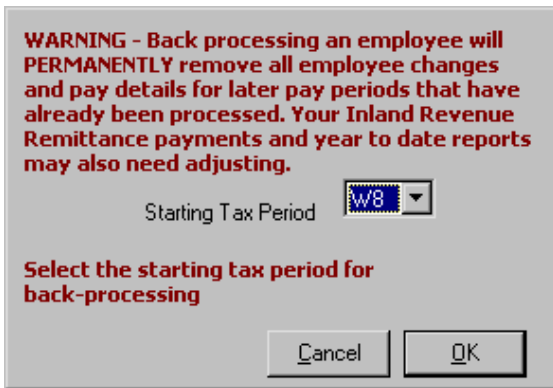 WARNING - Back processing an employee will
PERMANENTLY remove all employee changes
and pay details for later pay periods that have
already been processed. Your Inland Revenue
Remittance payments and year to date reports
may also need adjusting.
Starting Tax Period W8
Select the starting tax period for
back-processing
Cancel OK